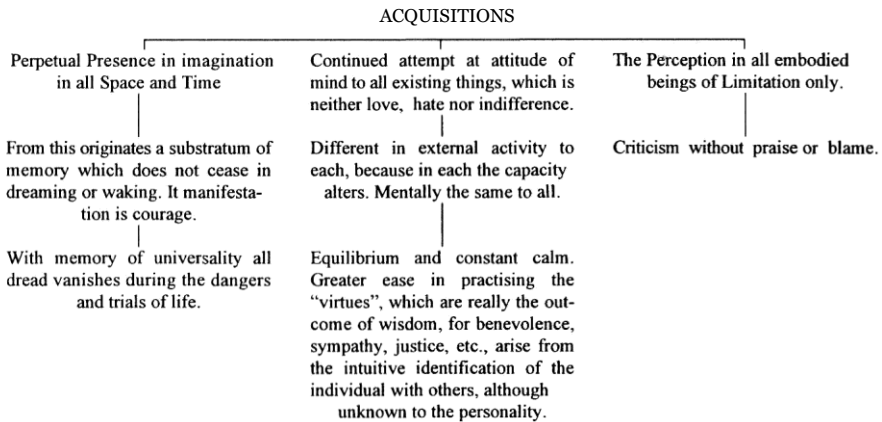 ACQUISITIONS
Perpetual Presence in imagination
in all Space and Time
From this originates a substratum of
memory which does not cease in
dreaming or waking. It manifesta-
tion is courage.
With memory of universality all
dread vanishes during the dangers
and trials of life.
Continued attempt at attitude of
mind to all existing things, which is
neither love, hate nor indifference.
Different in external activity to
each, because in each the capacity
alters. Mentally the same to all.
Equilibrium and constant calm.
Greater ease in practising the
“virtues”, which are really the out-
come of wisdom, for benevolence,
sympathy, justice, etc., arise from
the intuitive identification of the
individual with others, although
unknown to the personality.
The Perception in all embodied
beings of Limitation only.
Criticism without praise or blame.